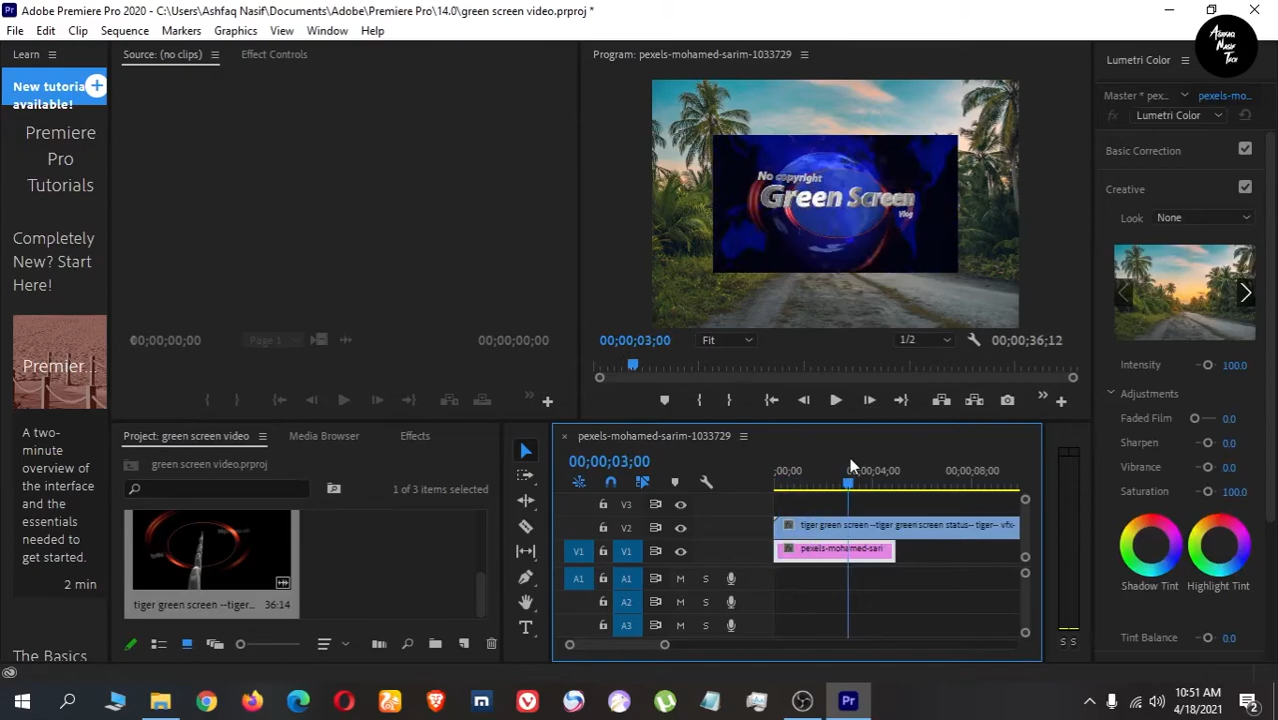 Pr Adobe Premiere Pro 2020 - C:\Users\Ashfaq Nasif\Documents\Adobe\Premiere Pro\14.0\green screen video.prproj *
File Edit Clip Sequence Markers Graphics View Window Help
ASHFAQ NASIF TECH
Learn
New tutoria
available!
Premiere
Pro
Tutorials
Completely
New? Start
Here!
Premier...
A two-
minute
overview of
the interface
and the
essentials
needed to
get started.
2 min
The Basics
Source: (no clips) Effect Controls
00;00;00;00 Page 1 00;00;00;00
Program: pexels-mohamed-sarim-1033729
No copyright
Green Screen
Vlog
00;00;03;00 Fit 1/2 00;00;36;12
Lumetri Color
Master * pex... pexels-mo...
fx Lumetri Color
Basic Correction
Creative
Look None
Intensity 100.0
Adjustments
Faded Film 0.0
Sharpen 0.0
Vibrance 0.0
Saturation 100.0
Shadow Tint Highlight Tint
Tint Balance 0.0
Project: green screen video Media Browser Effects
green screen video.prproj
1 of 3 items selected
tiger green screen --tiger... 36:14
pexels-mohamed-sarim-1033729
00;00;03;00
;00;00 00;00;04;00 00;00;08;00
V3
V2 tiger green screen --tiger green screen status-- tiger-- vfx-
V1 V1 pexels-mohamed-sari
A1 A1 M S
A2 M S
A3 M S
S S
Pr
10:51 AM
4/18/2021
2